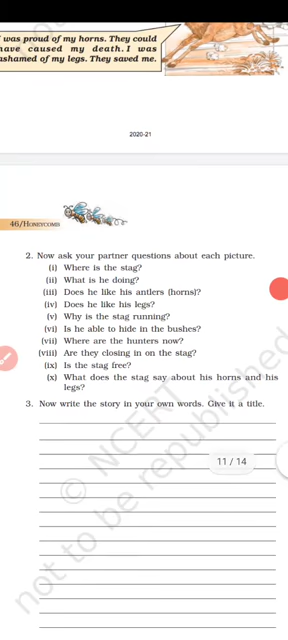 was proud of my horns. They could
have caused my death. I was
ashamed of my legs. They saved me.
2020-21
46/HONEYCOMB
2. Now ask your partner questions about each picture.
(i) Where is the stag?
(ii) What is he doing?
(iii) Does he like his antlers (horns)?
(iv) Does he like his legs?
(v) Why is the stag running?
(vi) Is he able to hide in the bushes?
(vii) Where are the hunters now?
(viii) Are they closing in on the stag?
(ix) Is the stag free?
(x) What does the stag say about his horns and his
legs?
3. Now write the story in your own words. Give it a title.
11 / 14
© NCERT
not to be republished